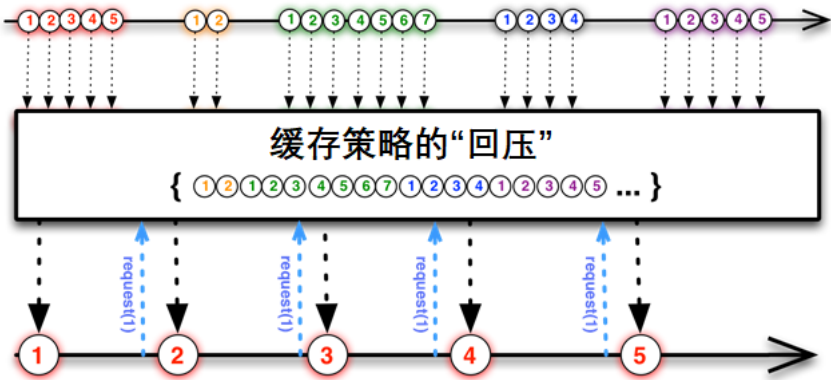 1 2 3 4 5 1 2 1 2 3 4 5 6 7 1 2 3 4 1 2 3 4 5
缓存策略的“回压”
{ 1 2 1 2 3 4 5 6 7 1 2 3 4 1 2 3 4 5 ... }
request(1) request(1) request(1) request(1)
1 2 3 4 5